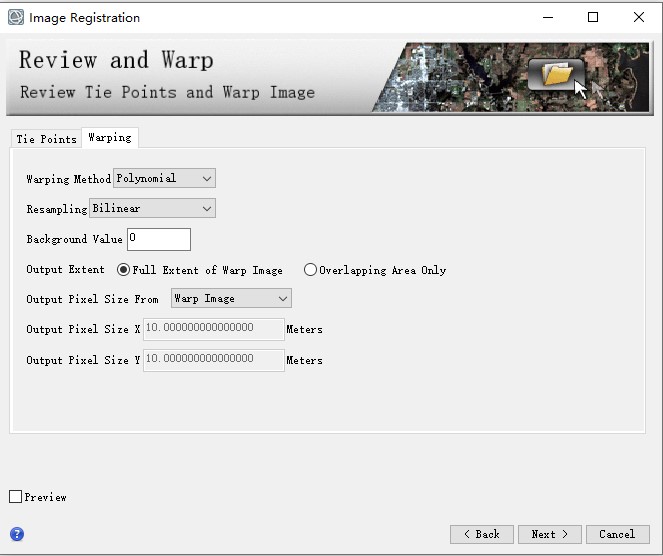 Image Registration
Review and Warp
Review Tie Points and Warp Image
Tie Points Warping
Warping Method Polynomial
Resampling Bilinear
Background Value 0
Output Extent Full Extent of Warp Image Overlapping Area Only
Output Pixel Size From Warp Image
Output Pixel Size X 10.000000000000000 Meters
Output Pixel Size Y 10.000000000000000 Meters
Preview
?
< Back Next > Cancel